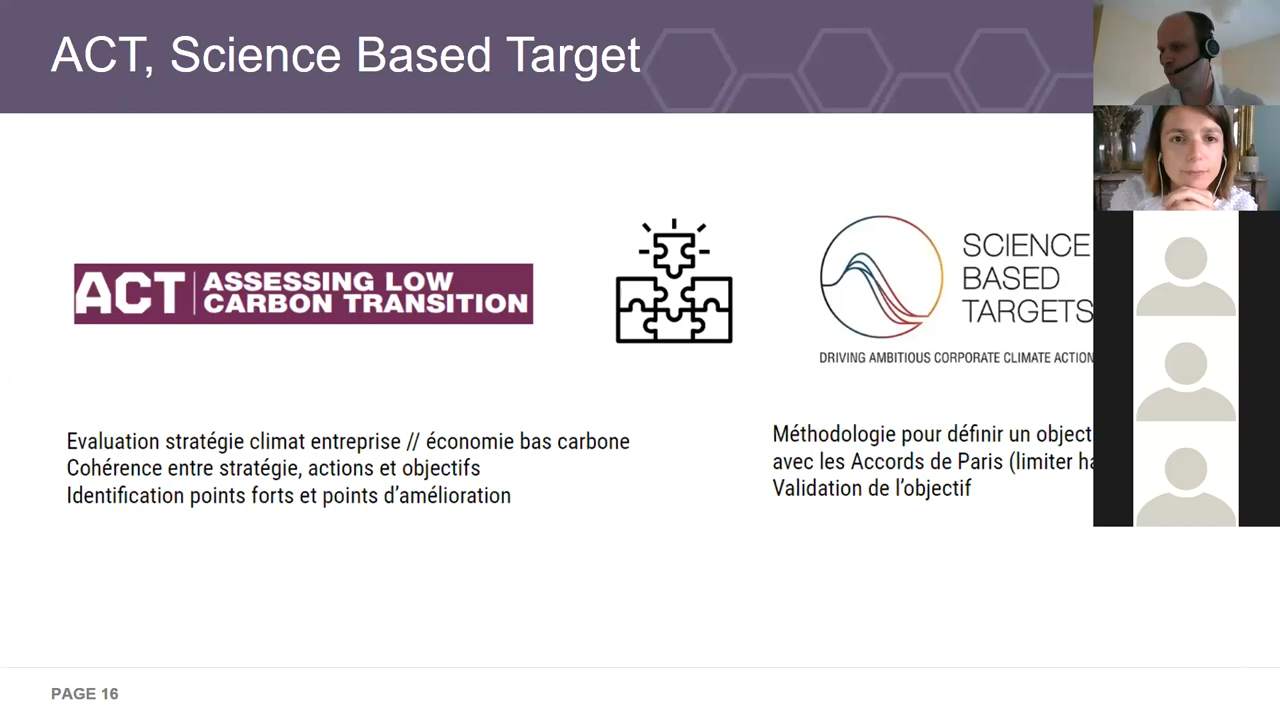 ACT, Science Based Target
ACT ASSESSING LOW
CARBON TRANSITION
SCIENCE
BASED
TARGETS
DRIVING AMBITIOUS CORPORATE CLIMATE ACTION
Evaluation stratégie climat entreprise // économie bas carbone
Cohérence entre stratégie, actions et objectifs
Identification points forts et points d'amélioration
Méthodologie pour définir un
avec les Accords de Paris (limiter
Validation de l'objectif
PAGE 16